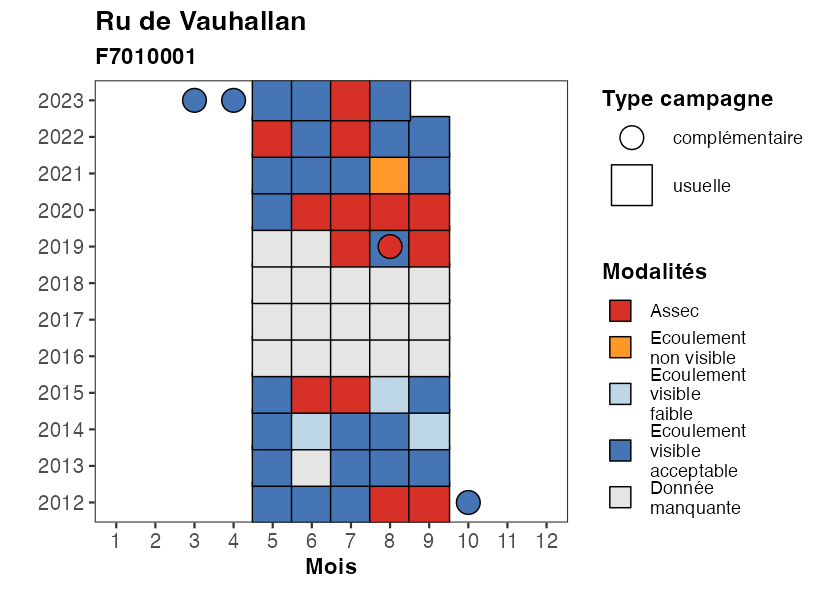 Ru de Vauhallan
F7010001
2023
2022
2021
2020
2019
2018
2017
2016
2015
2014
2013
2012
1 2 3 4 5 6 7 8 9 10 11 12
Mois
Type campagne
complémentaire
usuelle
Modalités
Assec
Ecoulement
non visible
Ecoulement
visible
faible
Ecoulement
visible
acceptable
Donnée
manquante